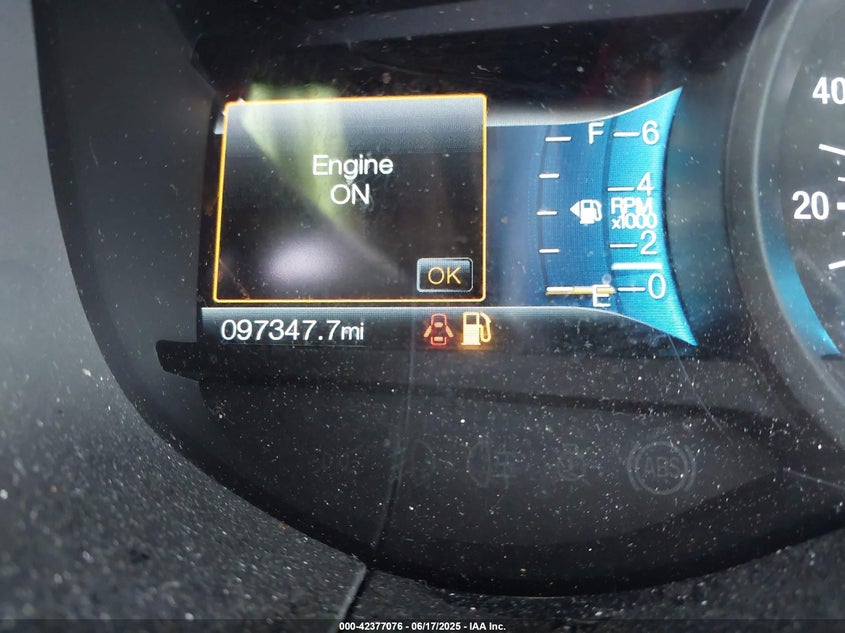 Engine
ON
OK
F
6
4
RPM
x1000
2
0
E
40
20
097347.7mi
ABS
000-42377076 / 06/17/2025 - IAA Inc.